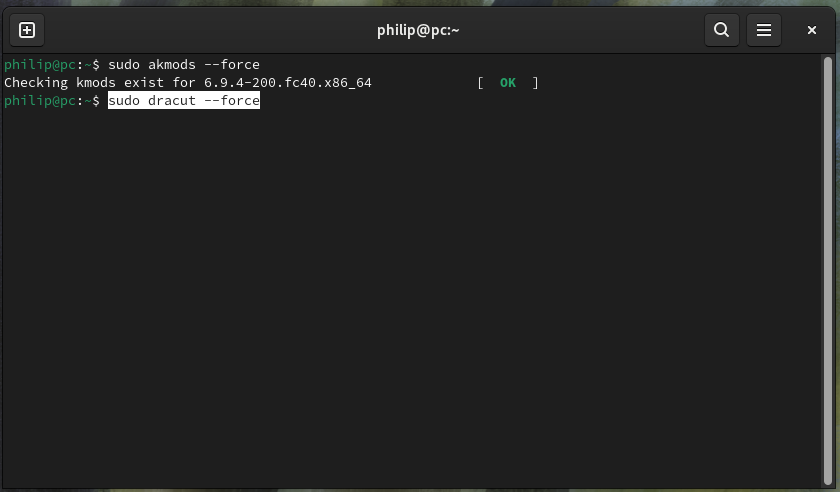 philip@pc:~
philip@pc:~$ sudo akmods --force
Checking kmods exist for 6.9.4-200.fc40.x86_64 [ OK ]
philip@pc:~$ sudo dracut --force